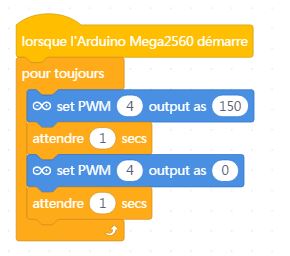 lorsque l'Arduino Mega2560 démarre
pour toujours
set PWM 4 output as 150
attendre 1 secs
set PWM 4 output as 0
attendre 1 secs